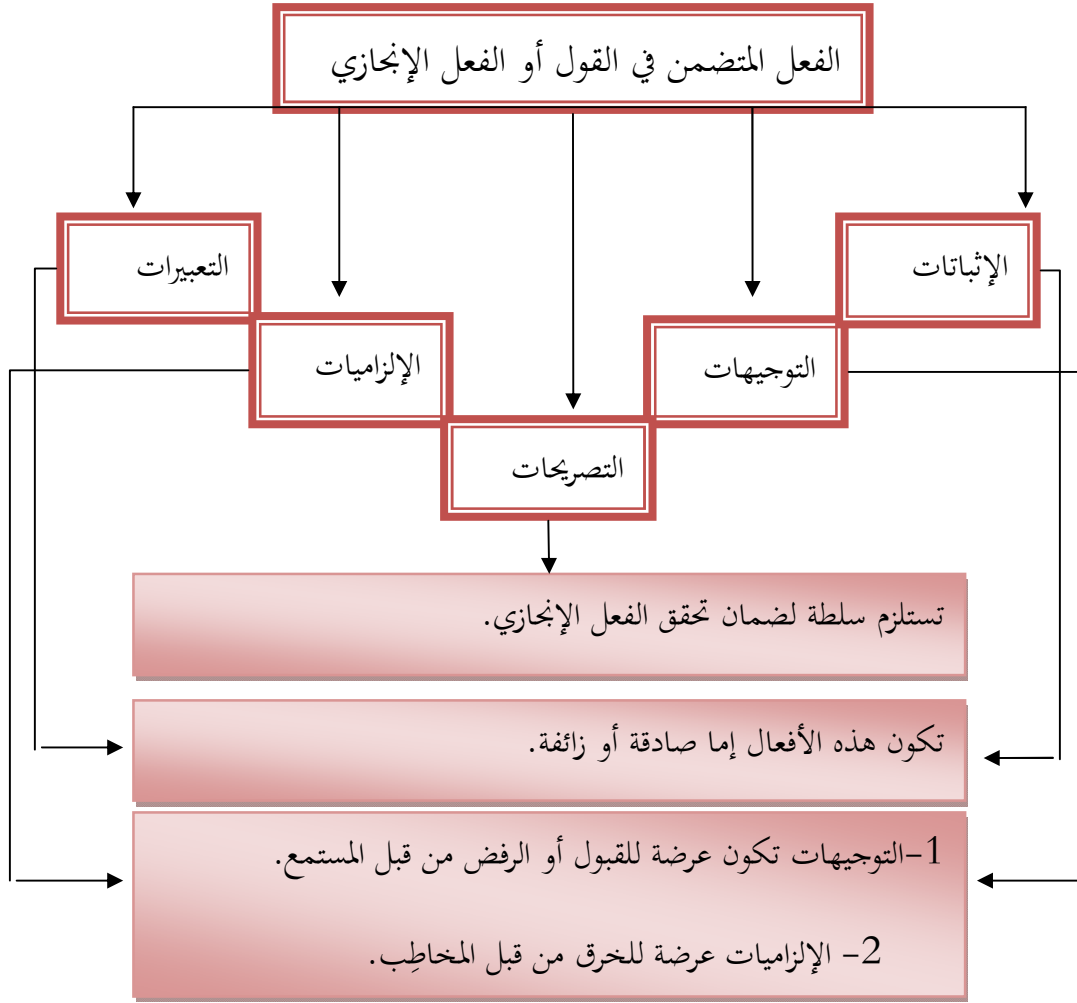 الفعل المتضمن في القول أو الفعل الإنجازي
الإثباتات
التعبيرات
التوجيهات
الإلزاميات
التصريحات
تستلزم سلطة لضمان تحقق الفعل الإنجازي.
تكون هذه الأفعال إما صادقة أو زائفة.
1-التوجيهات تكون عرضة للقبول أو الرفض من قبل المستمع.
2- الإلزاميات عرضة للخرق من قبل المخاطِب.